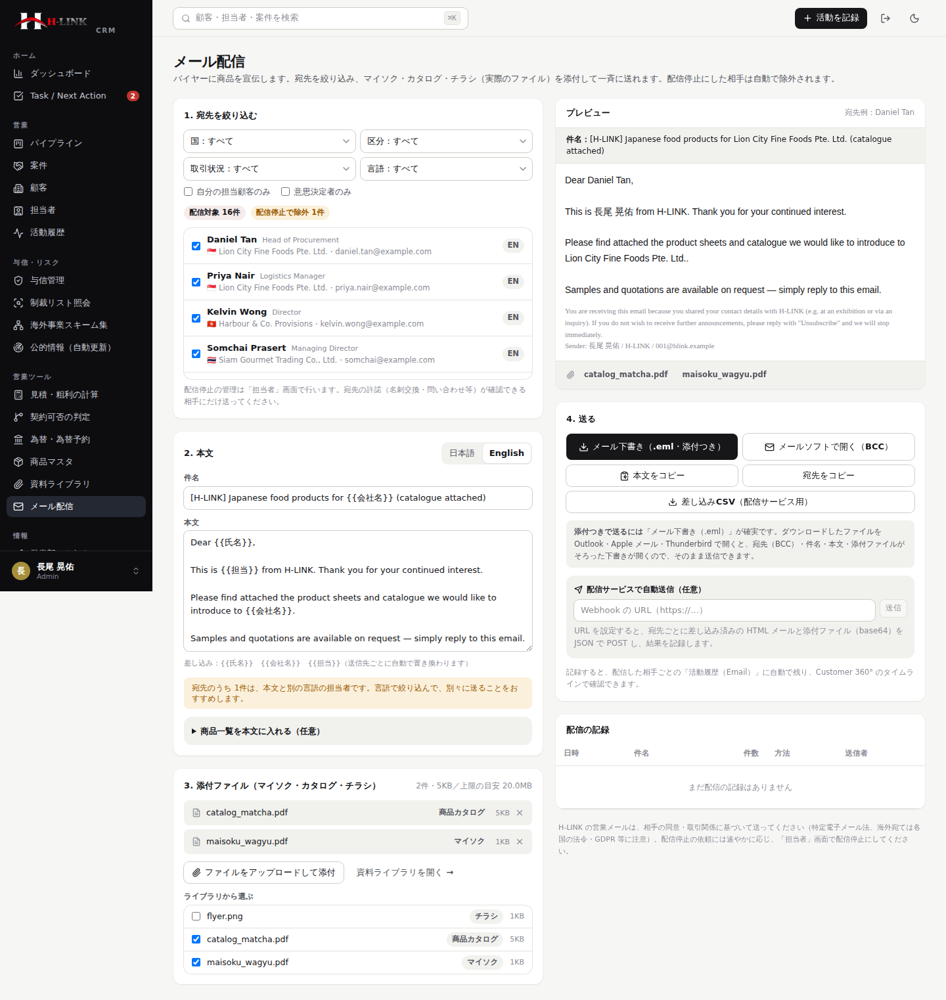 H-LINK CRM
ホーム
ダッシュボード
Task / Next Action 2
営業
パイプライン
案件
顧客
担当者
活動履歴
与信・リスク
与信管理
制裁リスト照会
海外事業スキーム集
公的情報（自動更新）
営業ツール
見積・粗利の計算
契約可否の判定
為替・為替予約
商品マスタ
資料ライブラリ
メール配信
情報
長
長尾 晃佑
Admin
顧客・担当者・案件を検索 ⌘K
活動を記録
メール配信
バイヤーに商品を宣伝します。宛先を絞り込み、マイソク・カタログ・チラシ（実際のファイル）を添付して一斉に送れます。配信停止にした相手は自動で除外されます。
1. 宛先を絞り込む
国：すべて 区分：すべて
取引状況：すべて 言語：すべて
自分の担当顧客のみ 意思決定者のみ
配信対象 16件 配信停止で除外 1件
Daniel Tan Head of Procurement
Lion City Fine Foods Pte. Ltd.・daniel.tan@example.com EN
Priya Nair Logistics Manager
Lion City Fine Foods Pte. Ltd.・priya.nair@example.com EN
Kelvin Wong Director
Harbour & Co. Provisions・kelvin.wong@example.com EN
Somchai Prasert Managing Director
Siam Gourmet Trading Co., Ltd.・somchai@example.com EN
配信停止の管理は「担当者」画面で行います。宛先の許諾（名刺交換・問い合わせ等）が確認できる
相手にだけ送ってください。
2. 本文 日本語 English
件名
[H-LINK] Japanese food products for {{会社名}} (catalogue attached)
本文
Dear {{氏名}},
This is {{担当}} from H-LINK. Thank you for your continued interest.
Please find attached the product sheets and catalogue we would like to
introduce to {{会社名}}.
Samples and quotations are available on request — simply reply to this email.
差し込み：{{氏名}} {{会社名}} {{担当}}（送信先ごとに自動で置き換わります）
宛先のうち 1件は、本文と別の言語の担当者です。言語で絞り込んで、別々に送ることをお
すすめします。
▶ 商品一覧を本文に入れる（任意）
3. 添付ファイル（マイソク・カタログ・チラシ） 2件・5KB／上限の目安 20.0MB
catalog_matcha.pdf 商品カタログ 5KB ×
maisoku_wagyu.pdf マイソク 1KB ×
ファイルをアップロードして添付 資料ライブラリを開く →
ライブラリから選ぶ
flyer.png チラシ 1KB
catalog_matcha.pdf 商品カタログ 5KB
maisoku_wagyu.pdf マイソク 1KB
プレビュー 宛先例：Daniel Tan
件名：[H-LINK] Japanese food products for Lion City Fine Foods Pte. Ltd. (catalogue
attached)
Dear Daniel Tan,
This is 長尾 晃佑 from H-LINK. Thank you for your continued interest.
Please find attached the product sheets and catalogue we would like to introduce to
Lion City Fine Foods Pte. Ltd..
Samples and quotations are available on request — simply reply to this email.
You are receiving this email because you shared your contact details with H-LINK (e.g. at an exhibition or via an
inquiry). If you do not wish to receive further announcements, please reply with "Unsubscribe" and we will stop
immediately.
Sender: 長尾 晃佑 / H-LINK / 001@hlink.example
catalog_matcha.pdf maisoku_wagyu.pdf
4. 送る
メール下書き（.eml・添付つき） メールソフトで開く（BCC）
本文をコピー 宛先をコピー
差し込みCSV（配信サービス用）
添付つきで送るには「メール下書き（.eml）」が確実です。ダウンロードしたファイルを
Outlook・Apple メール・Thunderbird で開くと、宛先（BCC）・件名・本文・添付ファイルが
そろった下書きが開くので、そのまま送信できます。
配信サービスで自動送信（任意）
Webhook の URL（https://…） 送信
URL を設定すると、宛先ごとに差し込み済みの HTML メールと添付ファイル（base64）を
JSON で POST し、結果を記録します。
記録すると、配信した相手ごとの「活動履歴（Email）」に自動で残り、Customer 360° のタイムラ
インで確認できます。
配信の記録
日時 件名 件数 方法 送信者
まだ配信の記録はありません
H-LINK の営業メールは、相手の同意・取引関係に基づいて送ってください（特定電子メール法、海外宛ては各
国の法令・GDPR 等に注意）。配信停止の依頼には速やかに応じ、「担当者」画面で配信停止にしてくださ
い。